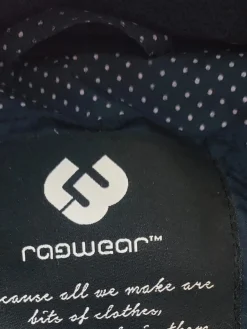 ragwear™
cause all we make are
bits of clothes,